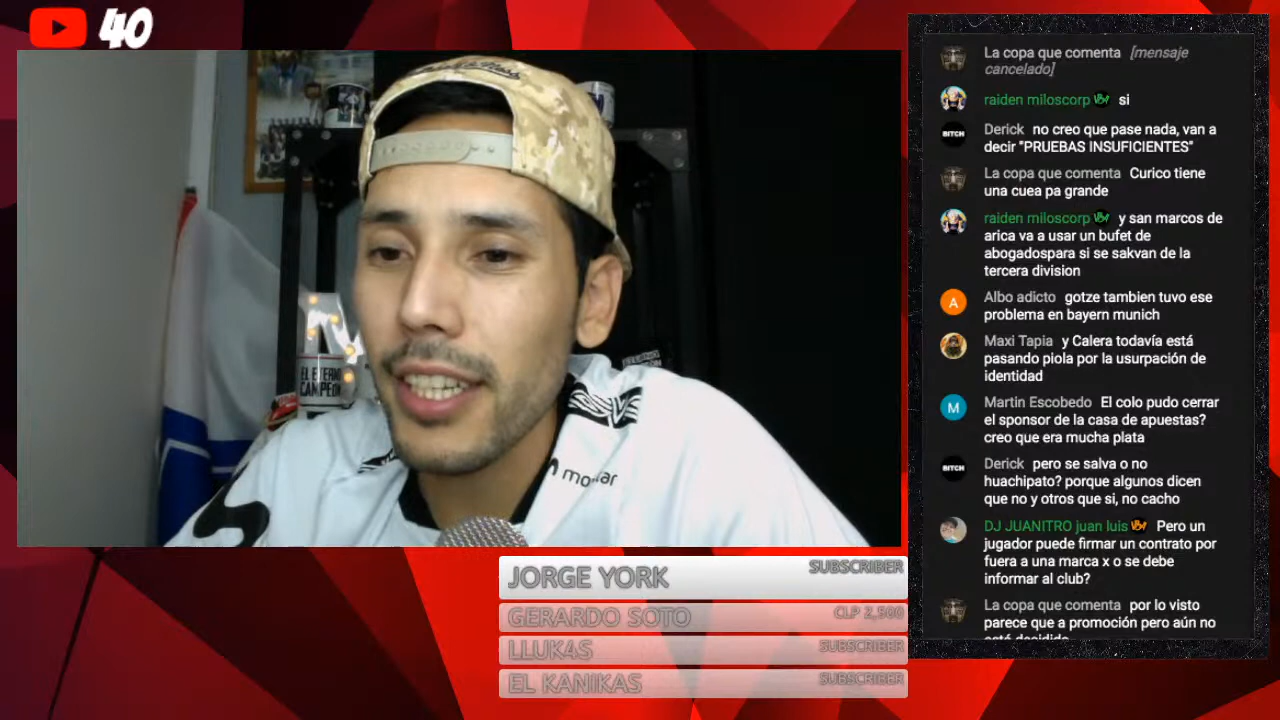 40
La copa que comenta [mensaje
cancelado]
raiden miloscorp si
Derick no creo que pase nada, van a
decir "PRUEBAS INSUFICIENTES"
La copa que comenta Curico tiene
una cuea pa grande
raiden miloscorp y san marcos de
arica va a usar un bufet de
abogadospara si se sakvan de la
tercera division
A
Albo adicto gotze tambien tuvo ese
problema en bayern munich
Maxi Tapia y Calera todavía está
pasando piola por la usurpación de
identidad
M
Martin Escobedo El colo pudo cerrar
el sponsor de la casa de apuestas?
creo que era mucha plata
BITCH
Derick pero se salva o no
huachipato? porque algunos dicen
que no y otros que si, no cacho
DJ JUANITRO juan luis Pero un
jugador puede firmar un contrato por
fuera a una marca x o se debe
informar al club?
La copa que comenta por lo visto
parece que a promoción pero aún no
está decidido
EL ETERNO
CAMPEÓN
JORGE YORK SUBSCRIBER
GERARDO SOTO CLP 2,500
LLUK4S SUBSCRIBER
EL KANIKAS SUBSCRIBER